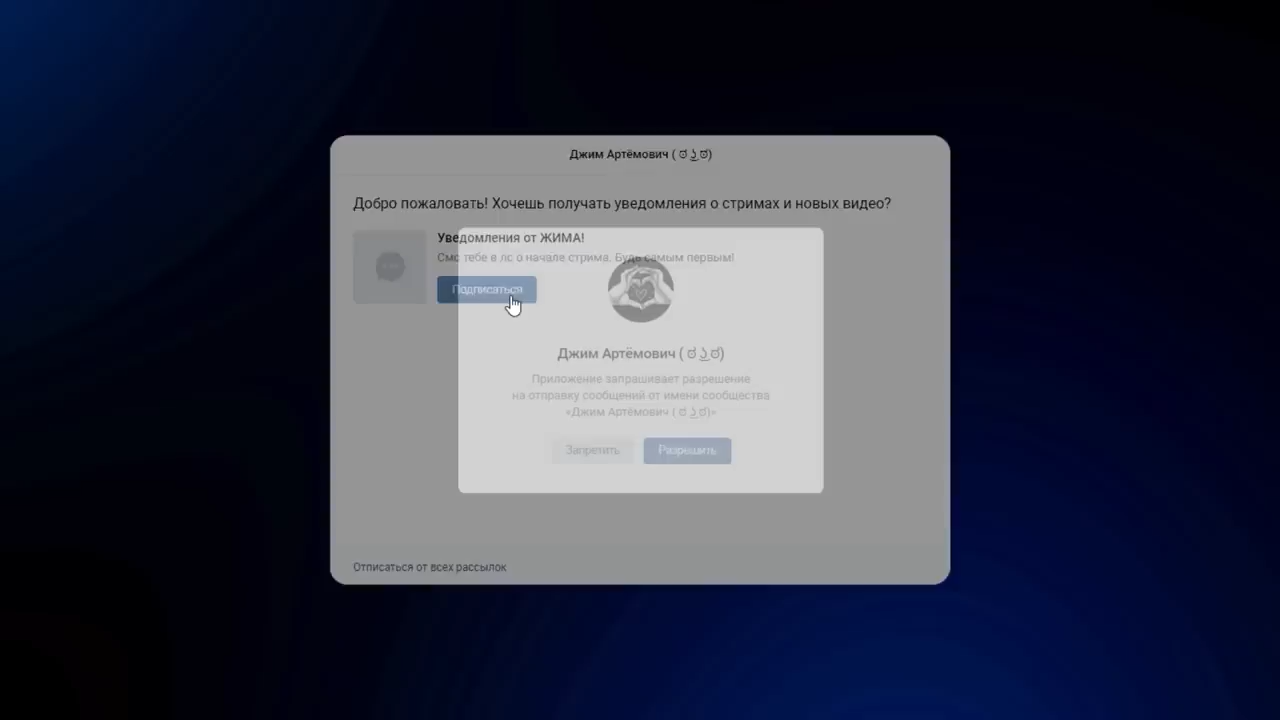 Джим Артёмович ( ಠ ʖ̯ ಠ)
Добро пожаловать! Хочешь получать уведомления о стримах и новых видео?
Уведомления от ЖИМА!
Смс тебе в лс о начале стрима. Будь самым первым!
Подписаться
Джим Артёмович ( ಠ ʖ̯ ಠ)
Приложение запрашивает разрешение
на отправку сообщений от имени сообщества
«Джим Артёмович ( ಠ ʖ̯ ಠ)»
Запретить Разрешить
Отписаться от всех рассылок